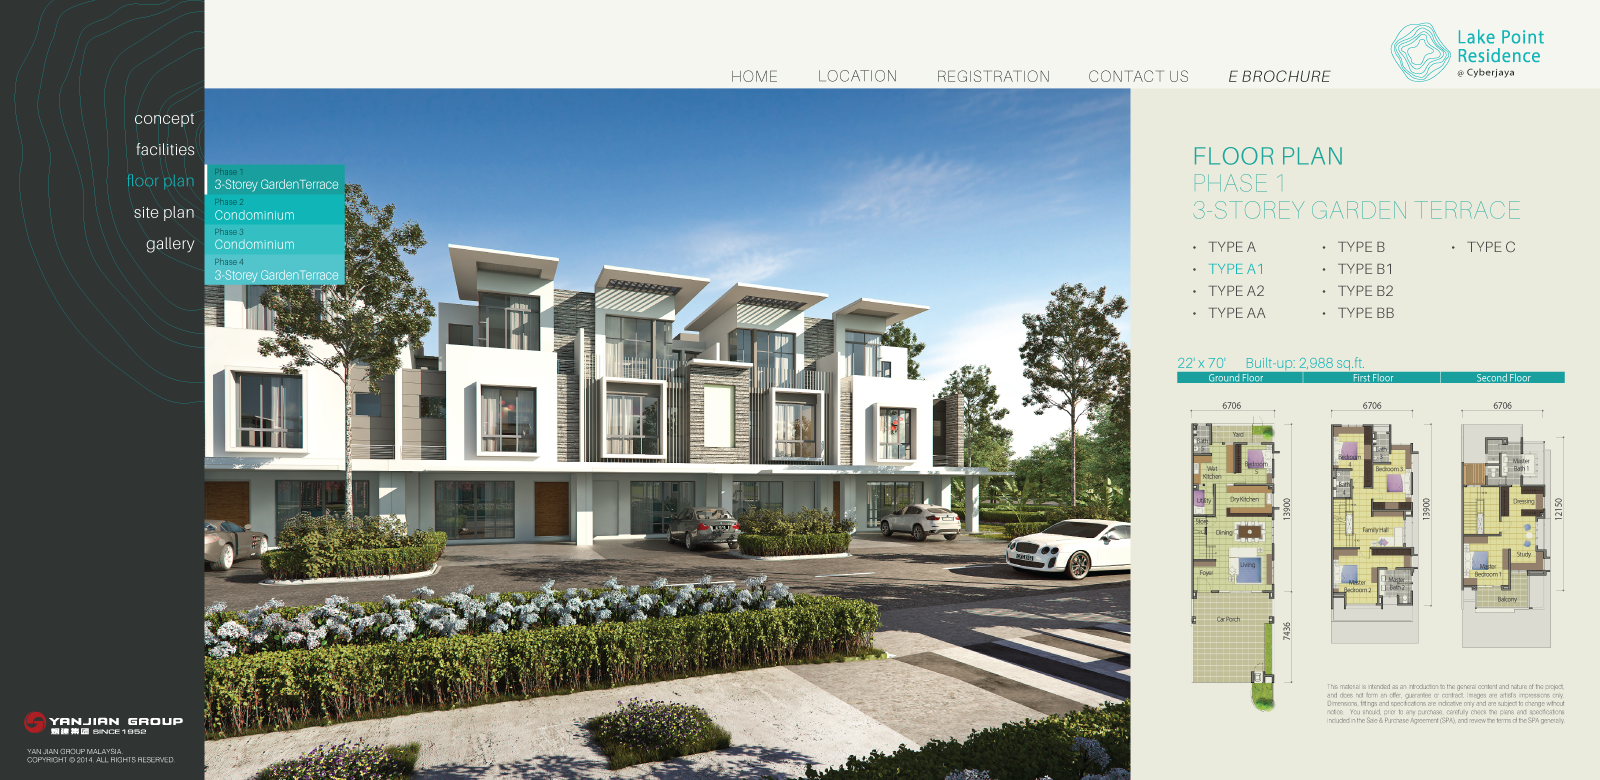 HOME
LOCATION
REGISTRATION
CONTACT US
E BROCHURE
Lake Point
Residence
@ Cyberjaya
concept
facilities
floor plan
site plan
gallery
Phase 1
3-Storey GardenTerrace
Phase 2
Condominium
Phase 3
Condominium
Phase 4
3-Storey GardenTerrace
FLOOR PLAN
PHASE 1
3-STOREY GARDEN TERRACE
• TYPE A
• TYPE A1
• TYPE A2
• TYPE AA
• TYPE B
• TYPE B1
• TYPE B2
• TYPE BB
• TYPE C
22' x 70' Built-up: 2,988 sq.ft.
Ground Floor First Floor Second Floor
6706
Yard
Bath
Wet
Kitchen
Bedroom
5
Utility
Dry Kitchen
Store
Dining
Living
Foyer
Car Porch
13900
7436
6706
Bedroom
4
Bath
Bedroom 3
Bath
Family Hall
Master
Bedroom 2
Master
Bath 2
13900
6706
Master
Bath 1
Dressing
Study
Master
Bedroom 1
Balcony
12150
This material is intended as an introduction to the general content and nature of the project,
and does not form an offer, guarantee or contract. Images are artist's impressions only.
Dimensions, fittings and specifications are indicative only and are subject to change without
notice. You should, prior to any purchase, carefully check the plans and specifications
included in the Sale & Purchase Agreement (SPA), and review the terms of the SPA generally.
YANJIAN GROUP
烟建集团 SINCE 1952
YAN JIAN GROUP MALAYSIA.
COPYRIGHT © 2014. ALL RIGHTS RESERVED.